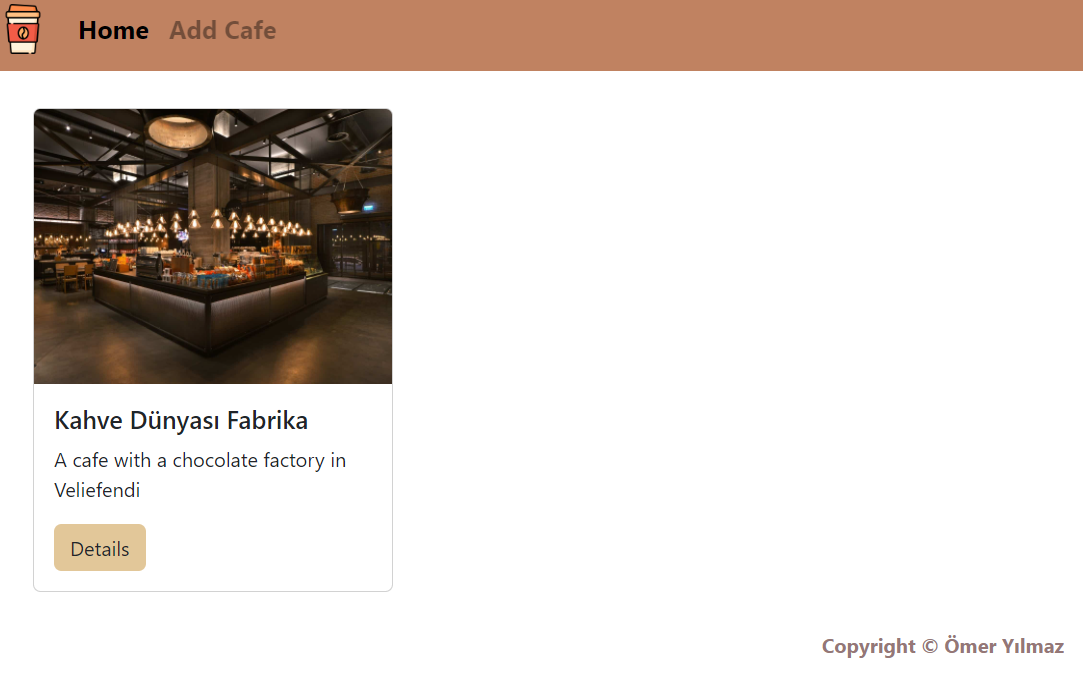 Home Add Cafe
Kahve Dünyası Fabrika
A cafe with a chocolate factory in
Veliefendi
Details
Copyright © Ömer Yılmaz